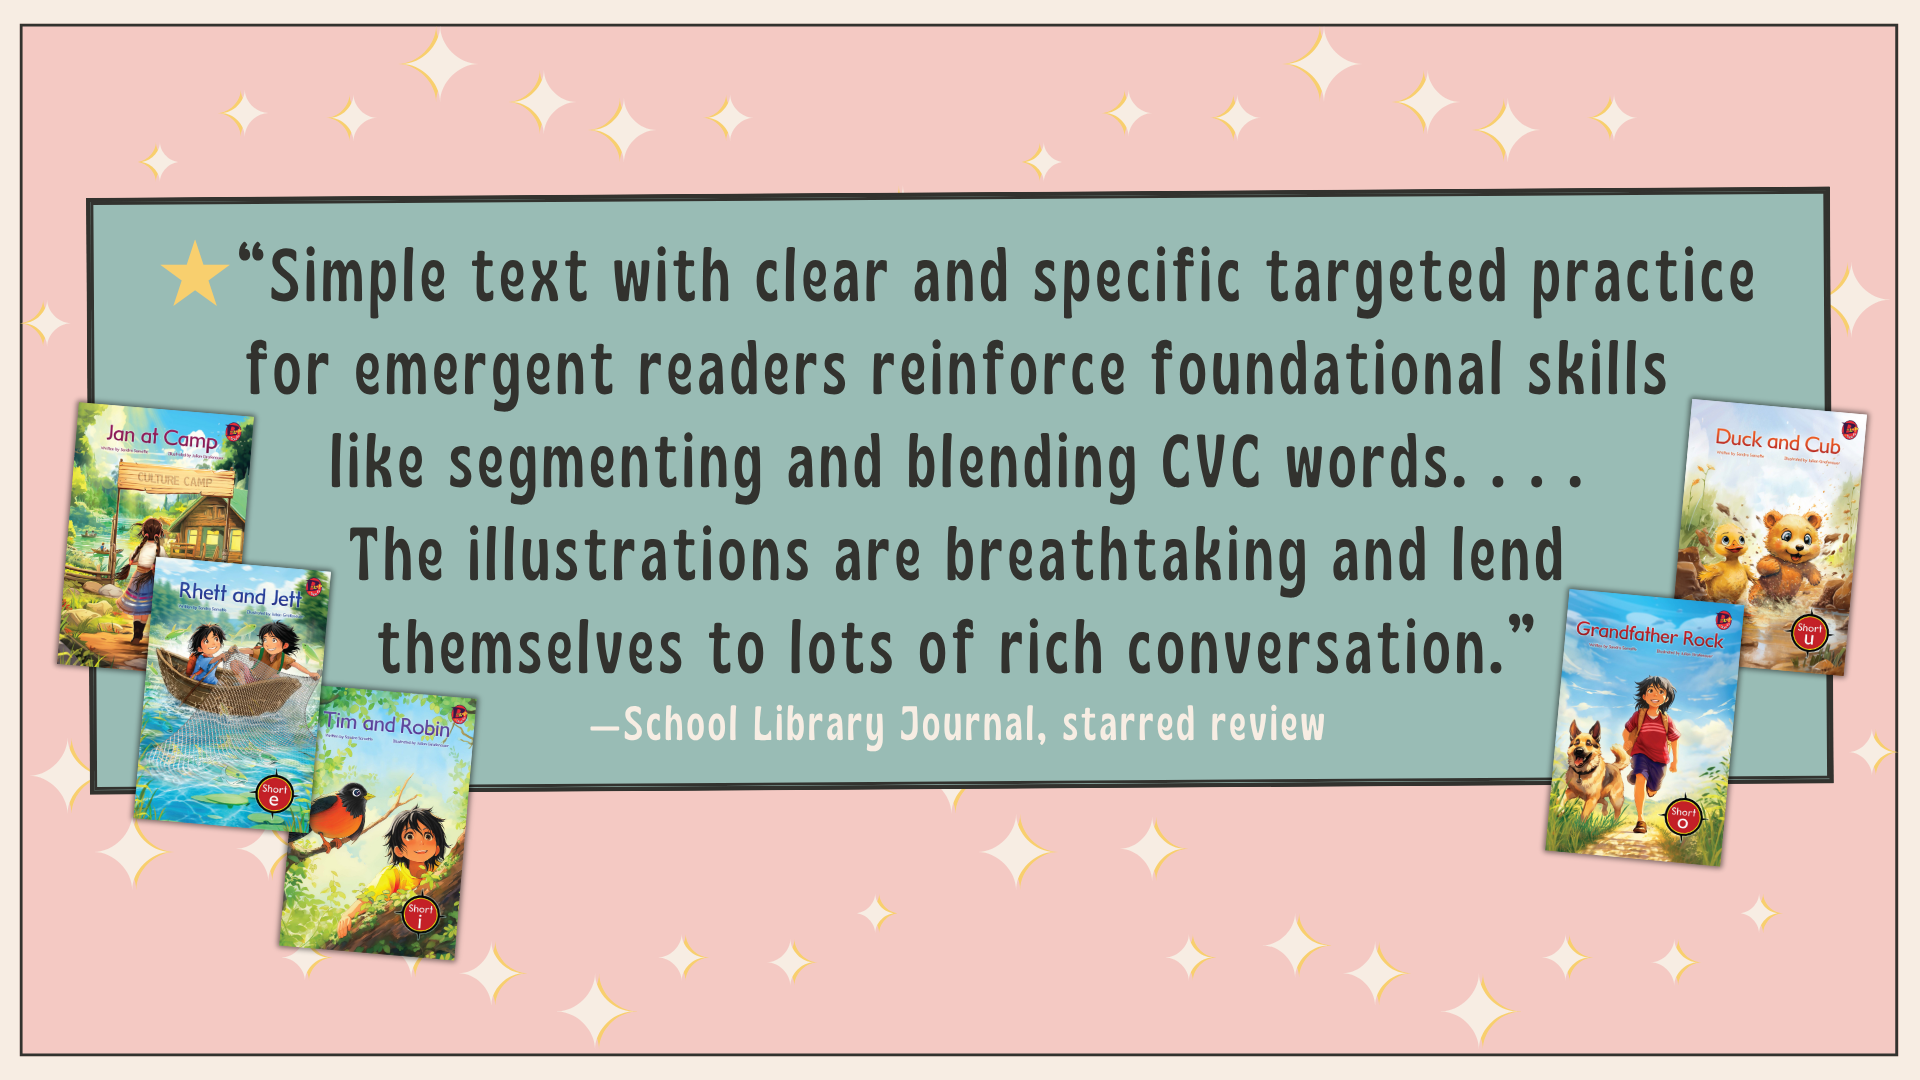 “Simple text with clear and specific targeted practice
for emergent readers reinforce foundational skills
like segmenting and blending CVC words. . . .
The illustrations are breathtaking and lend
themselves to lots of rich conversation.”
—School Library Journal, starred review
Jan at Camp
CULTURE CAMP
Rhett and Jett
Short
e
Tim and Robin
Short
i
Duck and Cub
Short
u
Grandfather Rock
Short
o